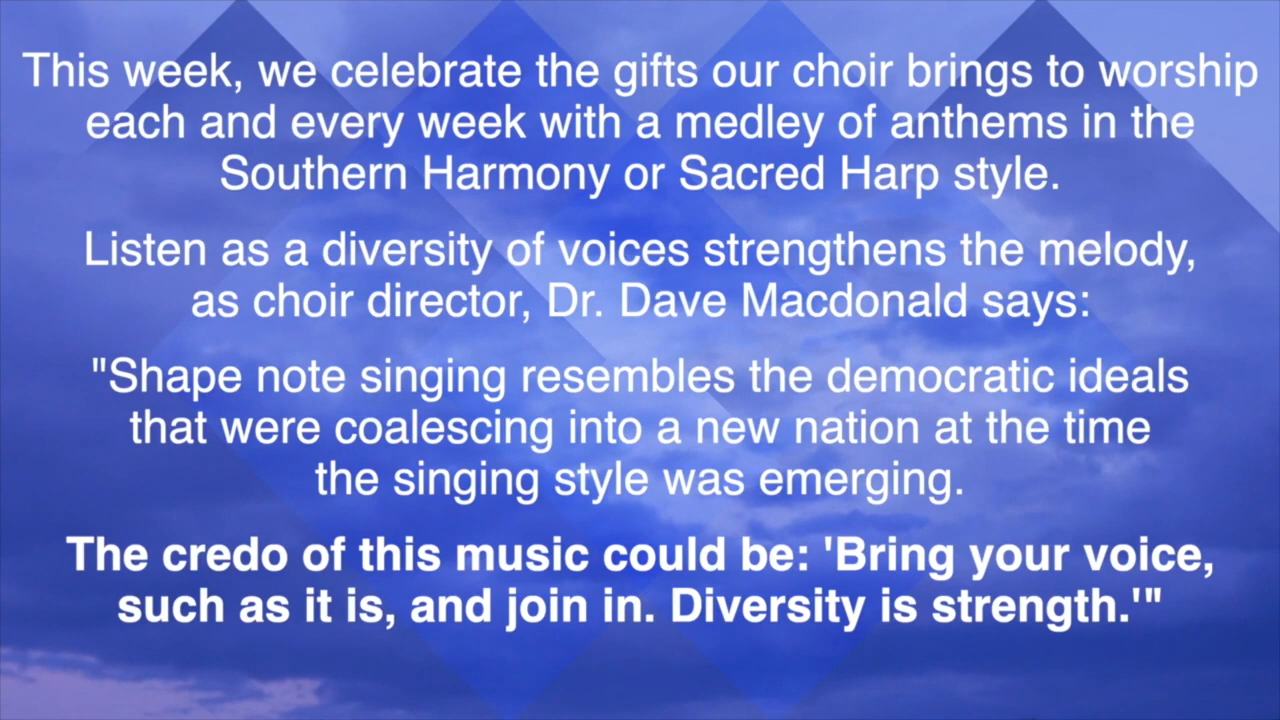 This week, we celebrate the gifts our choir brings to worship
each and every week with a medley of anthems in the
Southern Harmony or Sacred Harp style.
Listen as a diversity of voices strengthens the melody,
as choir director, Dr. Dave Macdonald says:
"Shape note singing resembles the democratic ideals
that were coalescing into a new nation at the time
the singing style was emerging.
The credo of this music could be: 'Bring your voice,
such as it is, and join in. Diversity is strength.'"